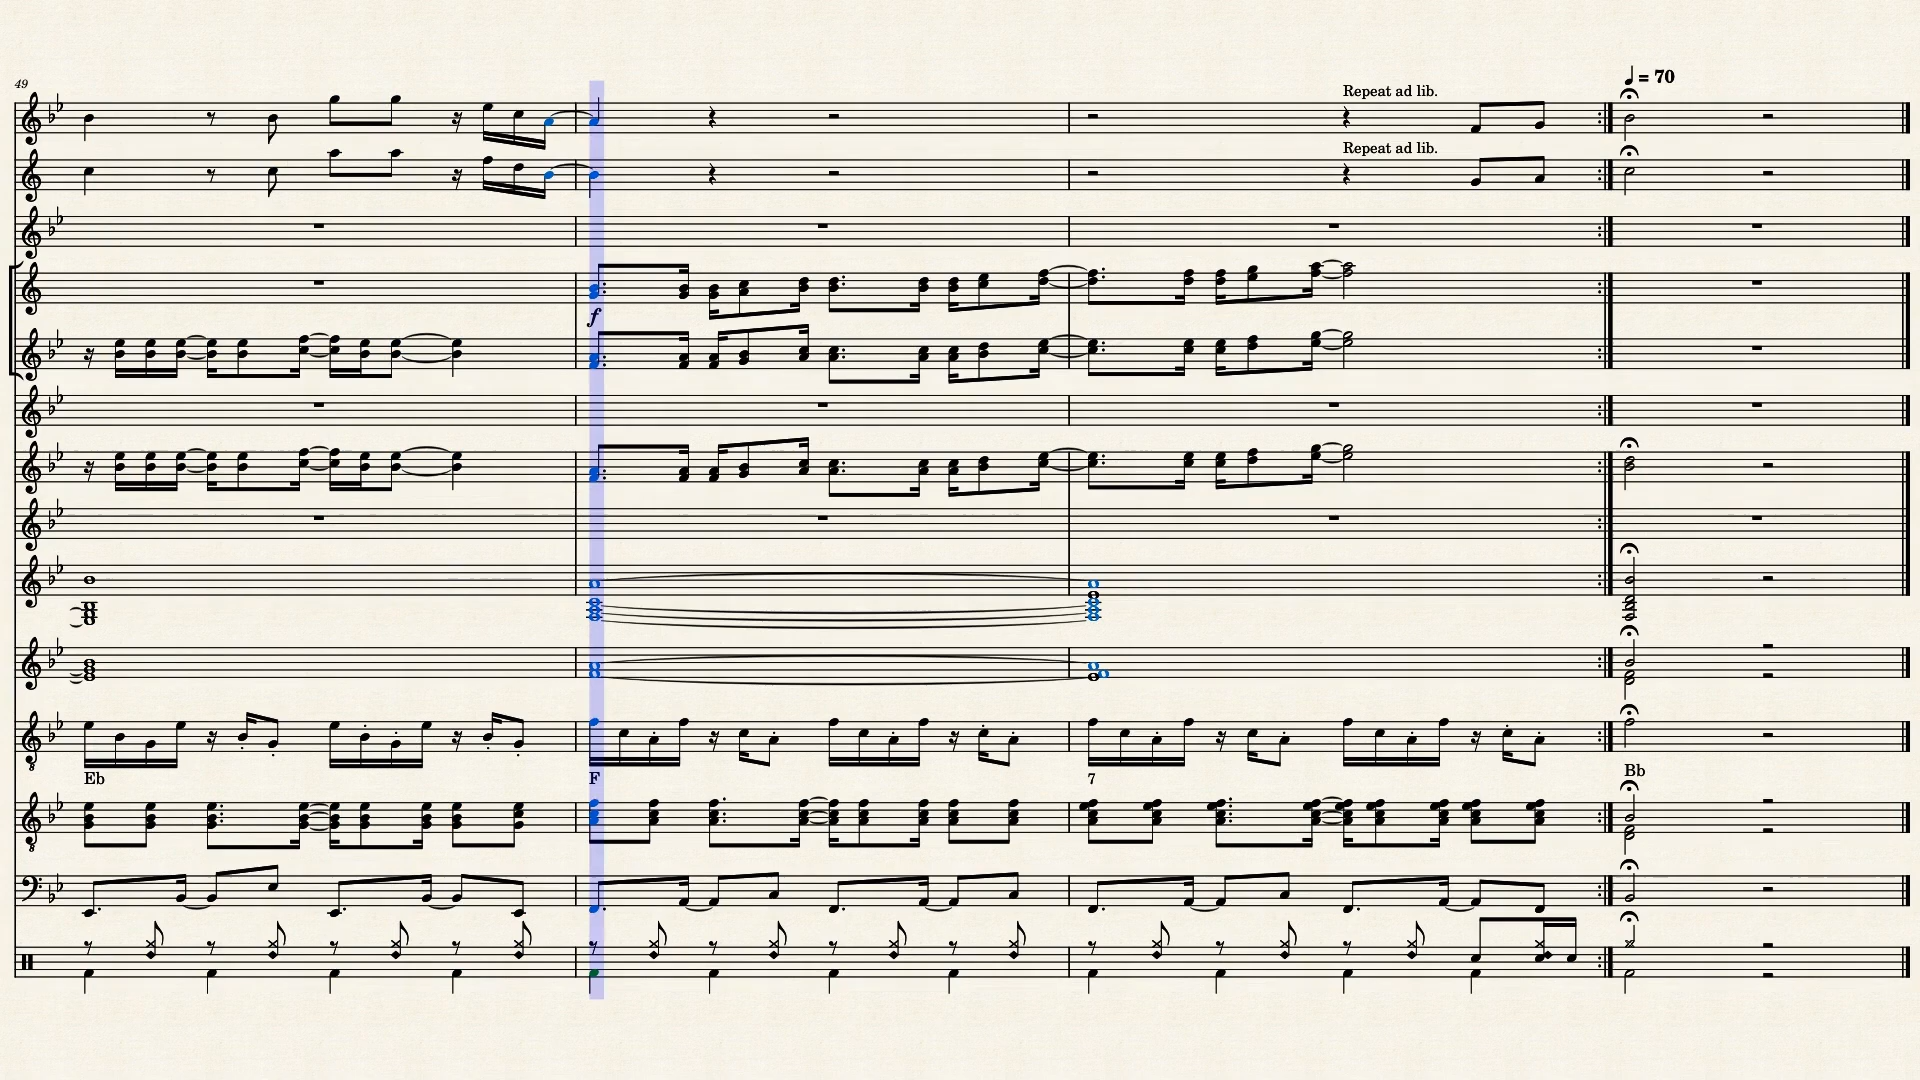 49
= 70
Repeat ad lib.
Repeat ad lib.
f
Eb F 7 Bb